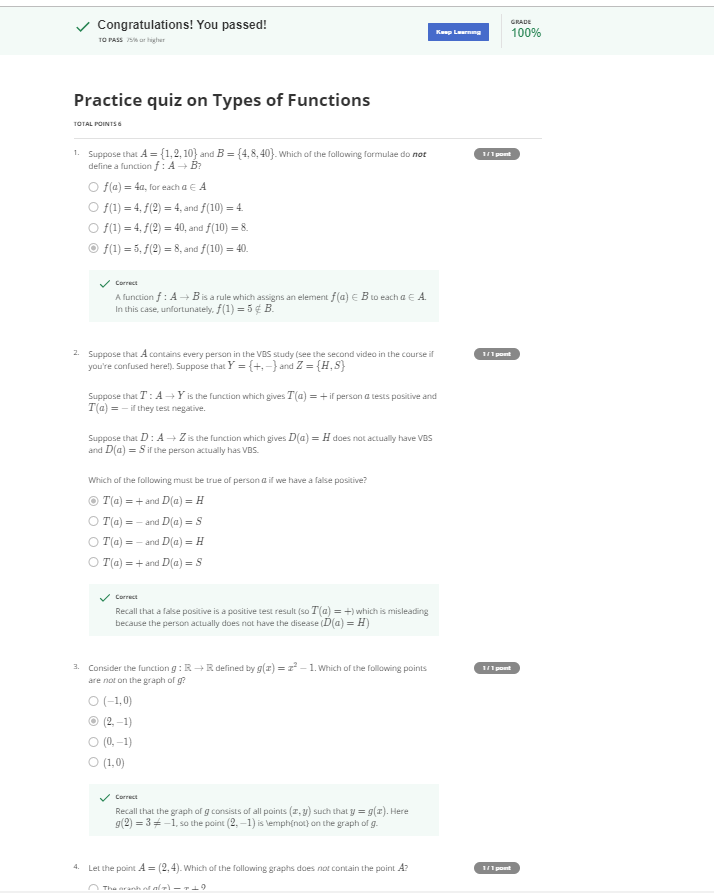 Congratulations! You passed!
TO PASS 75% or higher
Keep Learning
GRADE
100%
Practice quiz on Types of Functions
TOTAL POINTS 6
1. Suppose that A = {1, 2, 10} and B = {4, 8, 40}. Which of the following formulae do not
define a function f : A → B?
1 / 1 point
f(a) = 4a, for each a ∈ A
f(1) = 4, f(2) = 4, and f(10) = 4.
f(1) = 4, f(2) = 40, and f(10) = 8.
f(1) = 5, f(2) = 8, and f(10) = 40.
Correct
A function f : A → B is a rule which assigns an element f(a) ∈ B to each a ∈ A.
In this case, unfortunately, f(1) = 5 ∉ B.
2. Suppose that A contains every person in the VBS study (see the second video in the course if
you're confused here!). Suppose that Y = {+, −} and Z = {H, S}
1 / 1 point
Suppose that T : A → Y is the function which gives T(a) = + if person a tests positive and
T(a) = − if they test negative.
Suppose that D : A → Z is the function which gives D(a) = H does not actually have VBS
and D(a) = S if the person actually has VBS.
Which of the following must be true of person a if we have a false positive?
T(a) = + and D(a) = H
T(a) = − and D(a) = S
T(a) = − and D(a) = H
T(a) = + and D(a) = S
Correct
Recall that a false positive is a positive test result (so T(a) = +) which is misleading
because the person actually does not have the disease (D(a) = H)
3. Consider the function g : ℝ → ℝ defined by g(x) = x² − 1. Which of the following points
are not on the graph of g?
1 / 1 point
(−1, 0)
(2, −1)
(0, −1)
(1, 0)
Correct
Recall that the graph of g consists of all points (x, y) such that y = g(x). Here
g(2) = 3 ≠ −1, so the point (2, −1) is \emph{not} on the graph of g.
4. Let the point A = (2, 4). Which of the following graphs does not contain the point A?
1 / 1 point
The graph of g(x) = x + 2